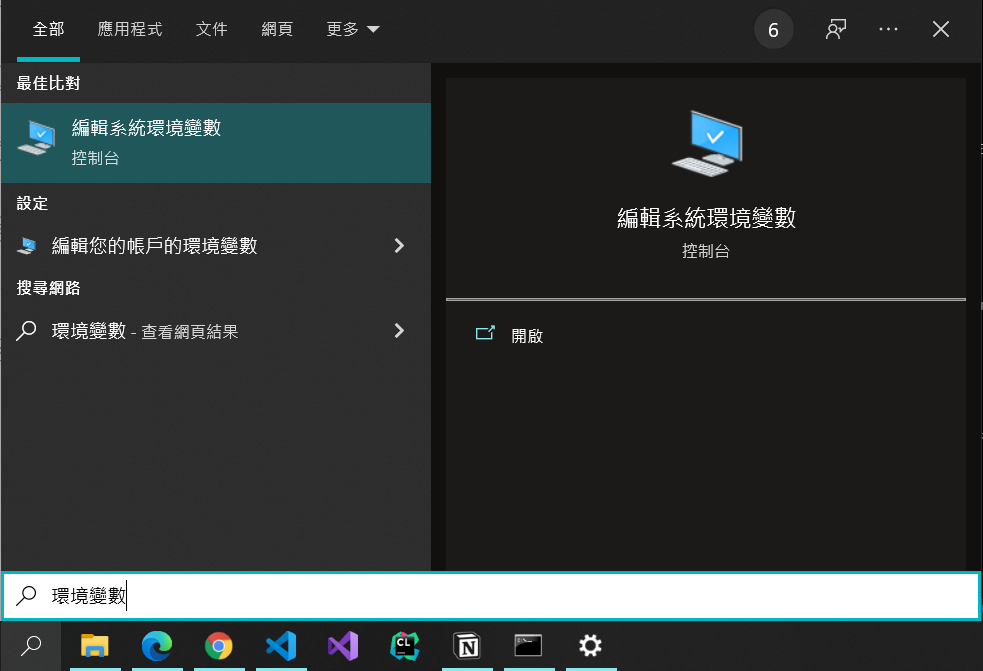 全部 應用程式 文件 網頁 更多 6
最佳比對
編輯系統環境變數
控制台
設定
編輯您的帳戶的環境變數
搜尋網路
環境變數 - 查看網頁結果
編輯系統環境變數
控制台
開啟
環境變數
CL
N